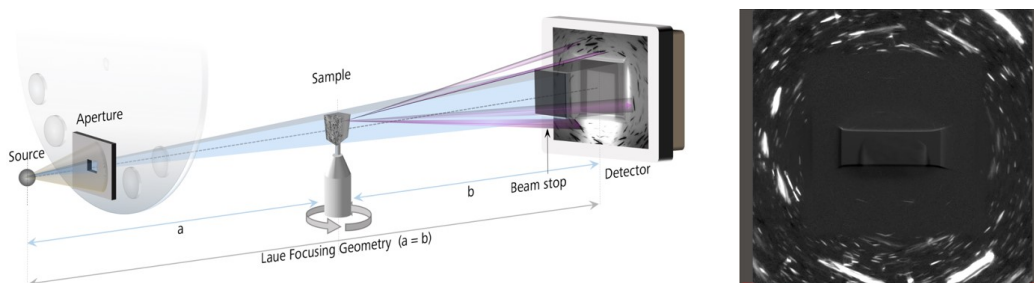 Sample
Aperture
Source
Beam stop
Detector
b
a
Laue Focusing Geometry (a = b)